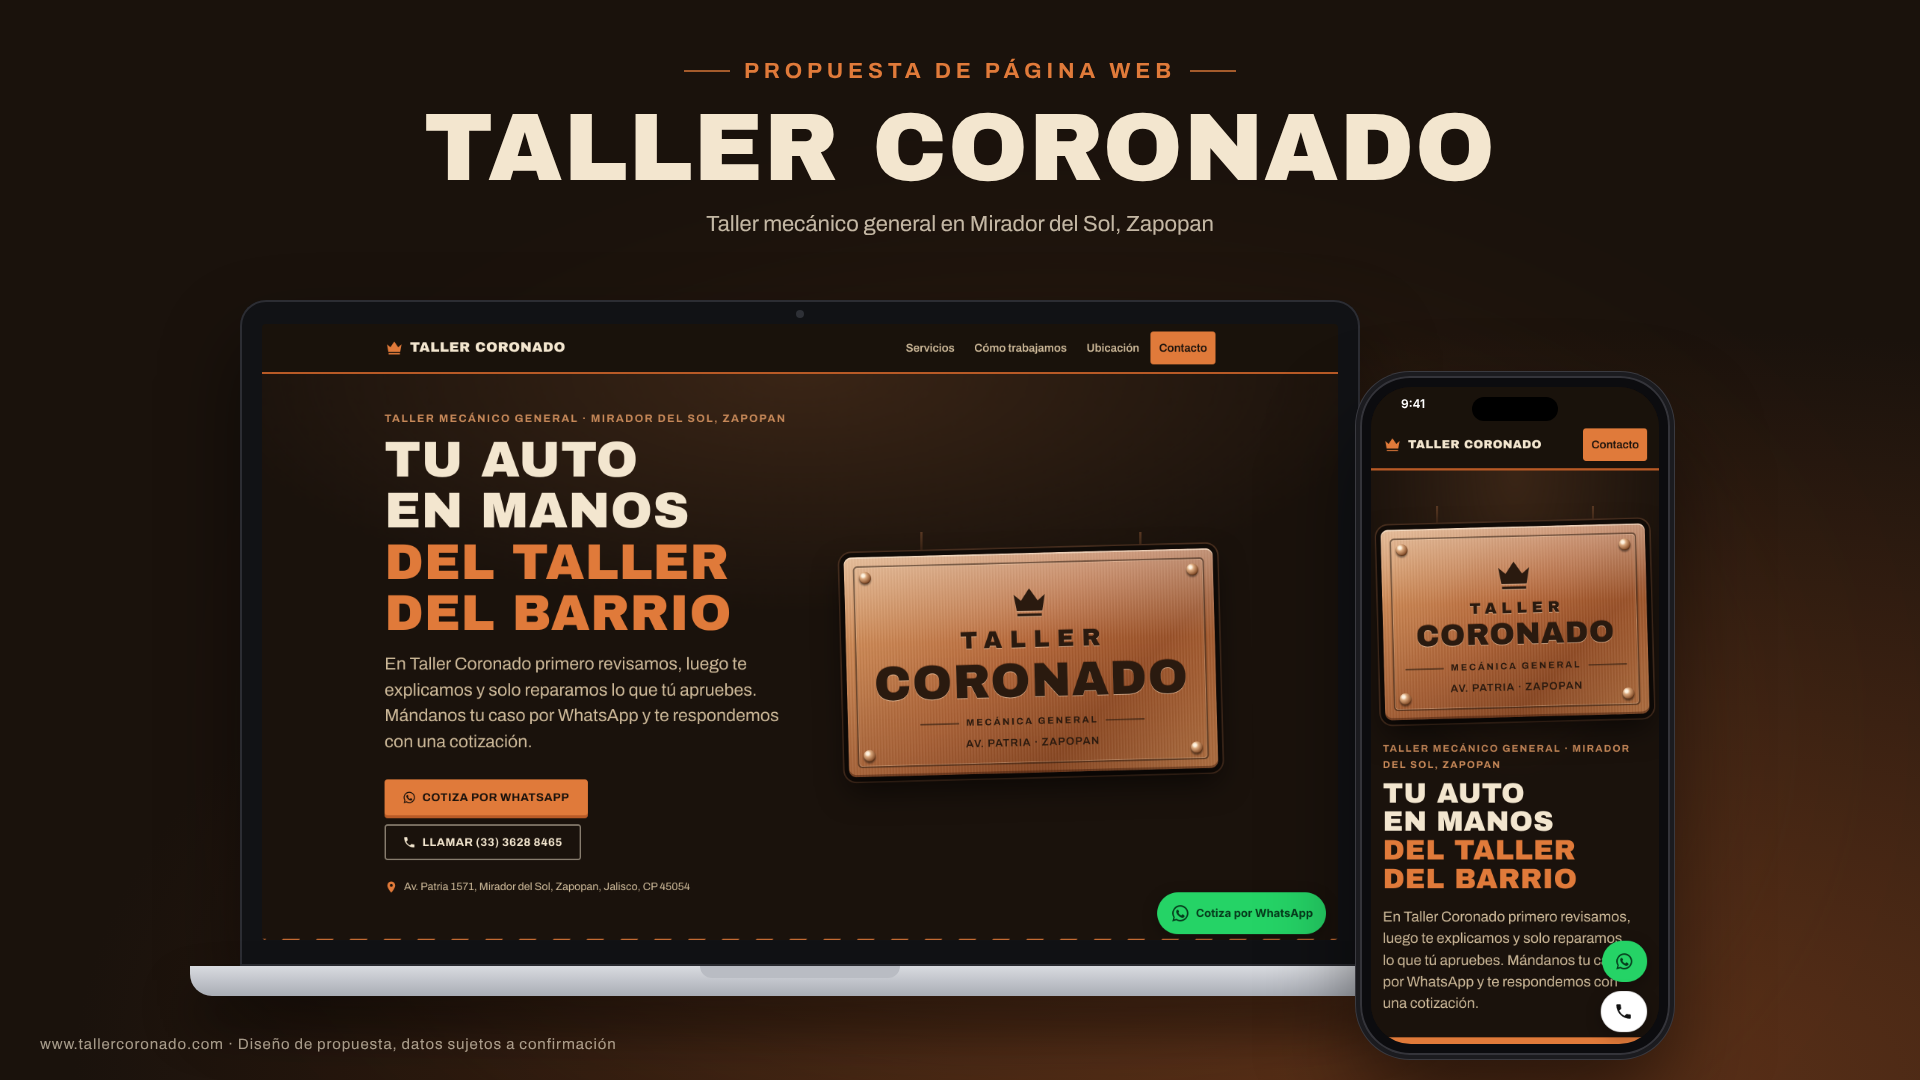 PROPUESTA DE PÁGINA WEB
TALLER CORONADO
Taller mecánico general en Mirador del Sol, Zapopan
TALLER CORONADO
Servicios
Cómo trabajamos
Ubicación
Contacto
TALLER MECÁNICO GENERAL · MIRADOR DEL SOL, ZAPOPAN
TU AUTO
EN MANOS
DEL TALLER
DEL BARRIO
En Taller Coronado primero revisamos, luego te
explicamos y solo reparamos lo que tú apruebes.
Mándanos tu caso por WhatsApp y te respondemos
con una cotización.
COTIZA POR WHATSAPP
LLAMAR (33) 3628 8465
Av. Patria 1571, Mirador del Sol, Zapopan, Jalisco, CP 45054
TALLER
CORONADO
MECÁNICA GENERAL
AV. PATRIA · ZAPOPAN
Cotiza por WhatsApp
9:41
TALLER CORONADO
Contacto
TALLER
CORONADO
MECÁNICA GENERAL
AV. PATRIA · ZAPOPAN
TALLER MECÁNICO GENERAL · MIRADOR
DEL SOL, ZAPOPAN
TU AUTO
EN MANOS
DEL TALLER
DEL BARRIO
En Taller Coronado primero revisamos,
luego te explicamos y solo reparamos
lo que tú apruebes. Mándanos tu
por WhatsApp y te respondemos con
una cotización.
www.tallercoronado.com · Diseño de propuesta, datos sujetos a confirmación